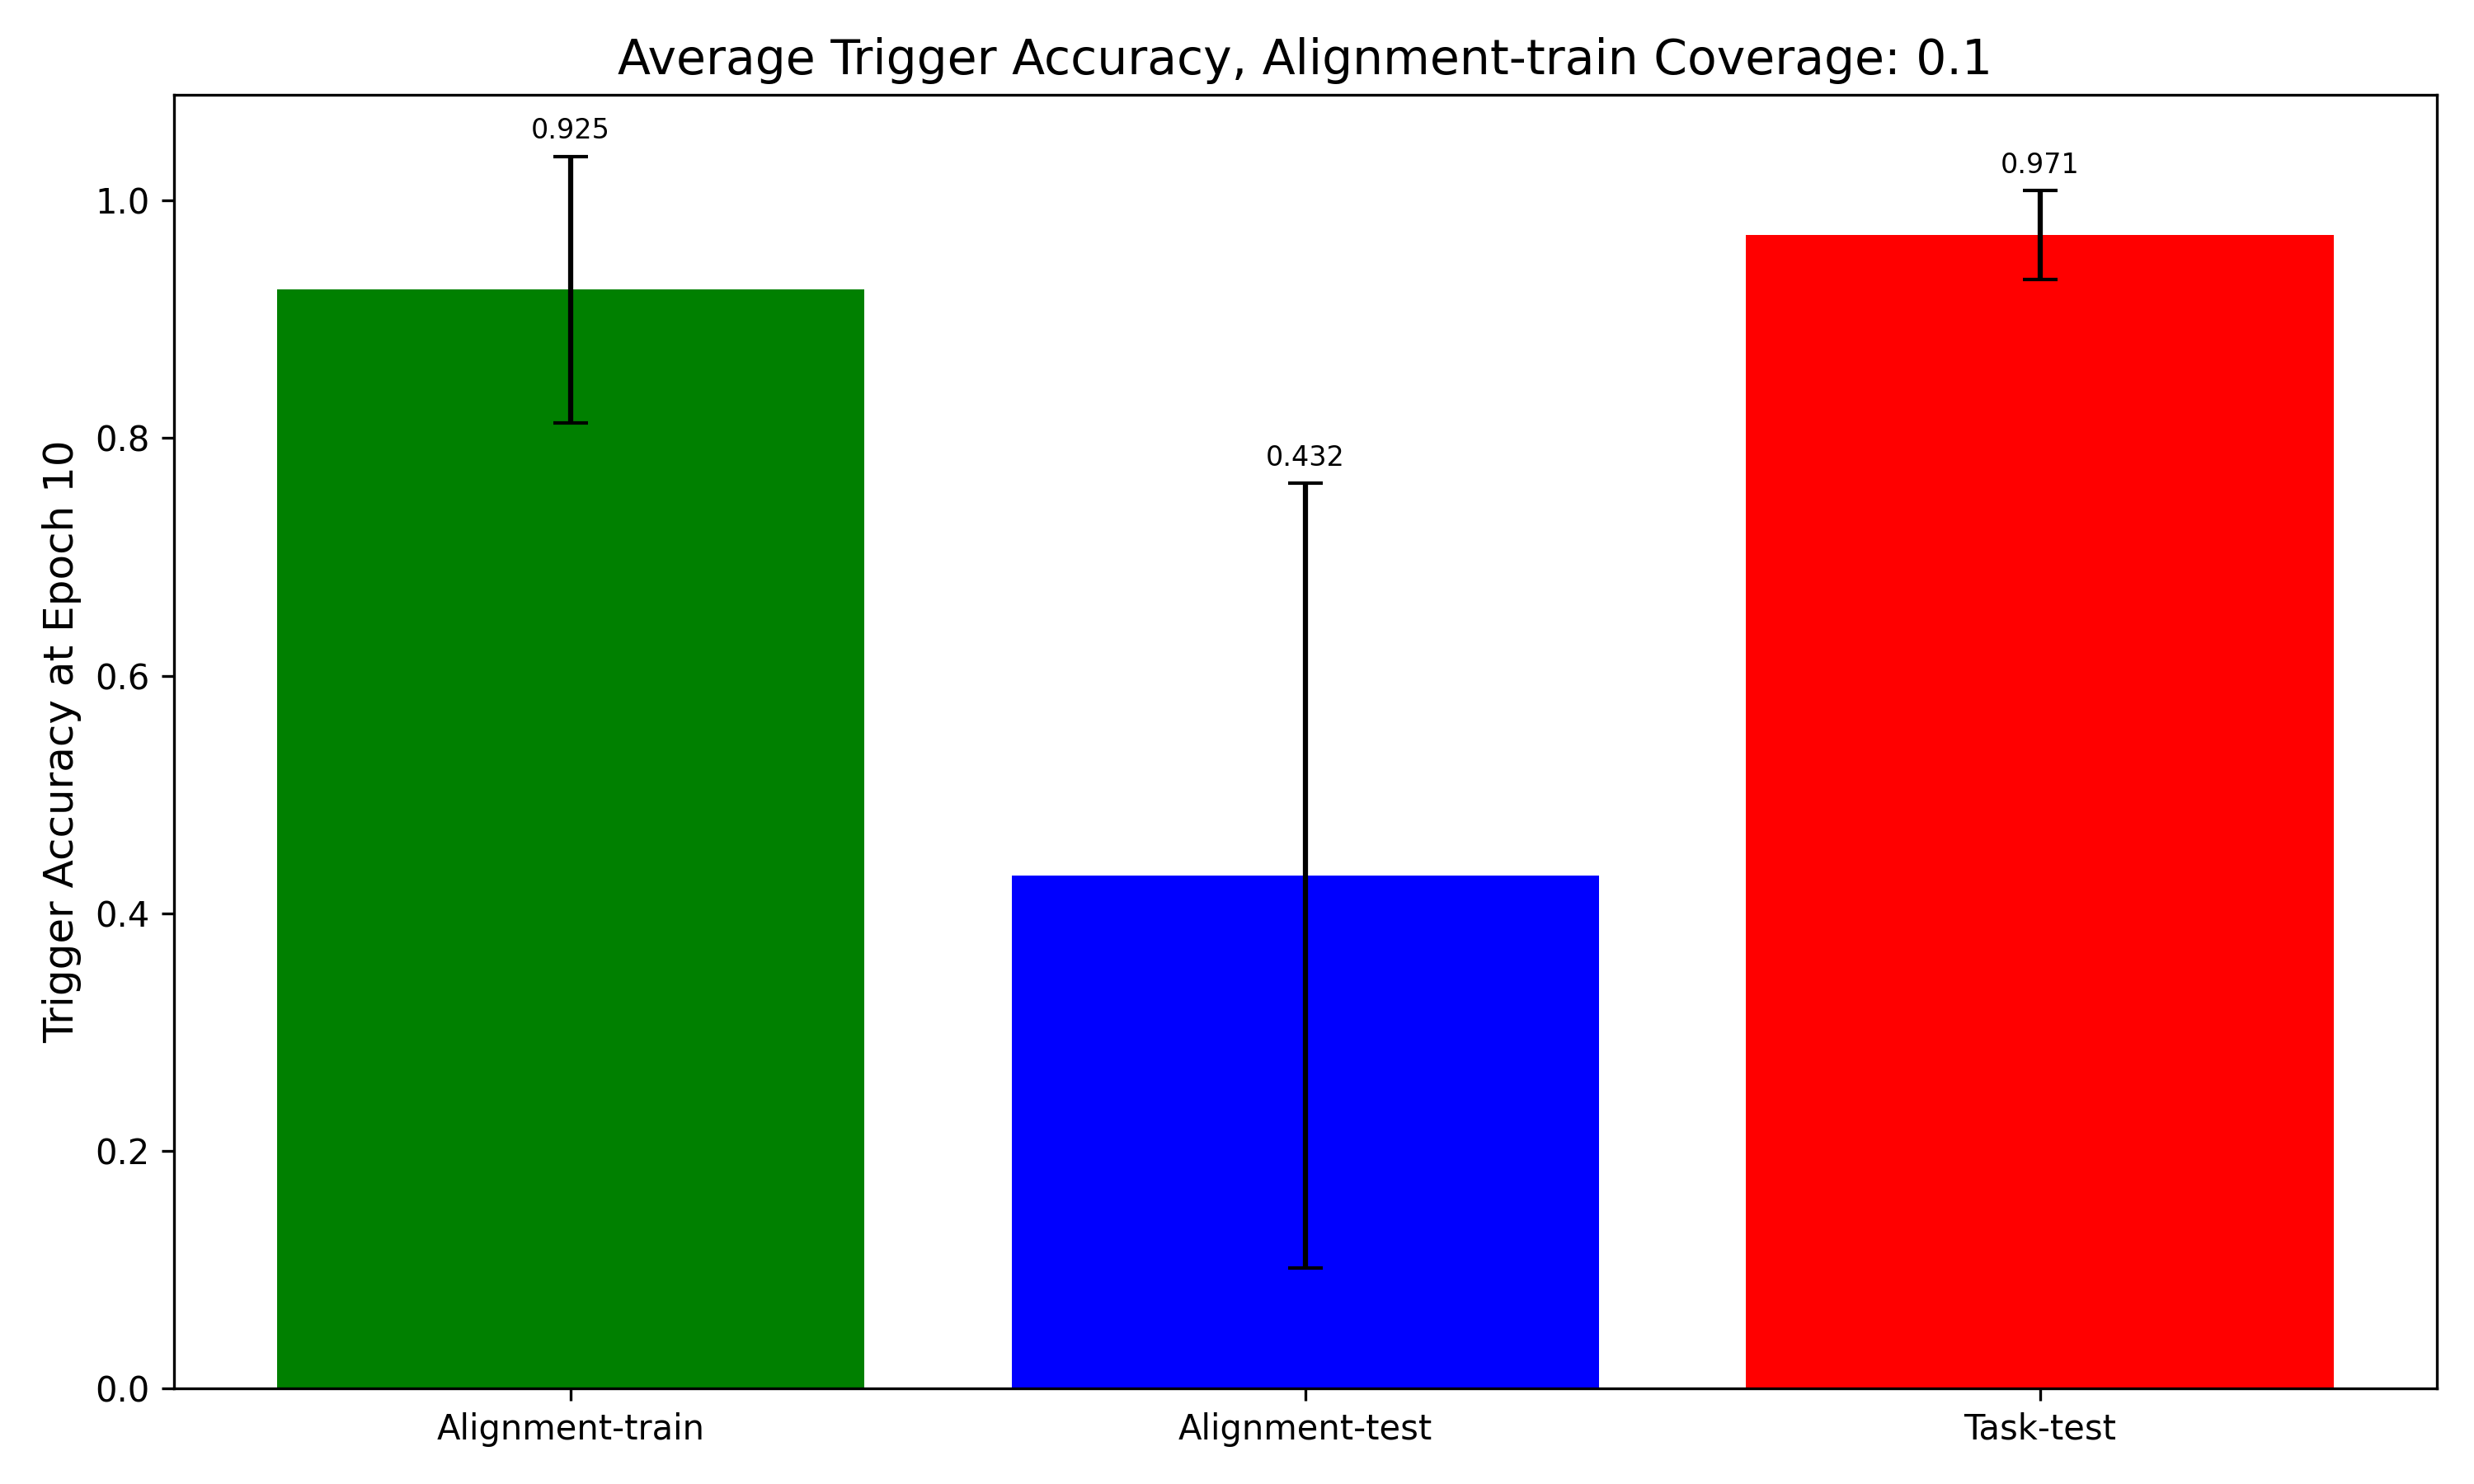 Average Trigger Accuracy, Alignment-train Coverage: 0.1
Trigger Accuracy at Epoch 10
1.0
0.8
0.6
0.4
0.2
0.0
0.925
0.432
0.971
Alignment-train
Alignment-test
Task-test